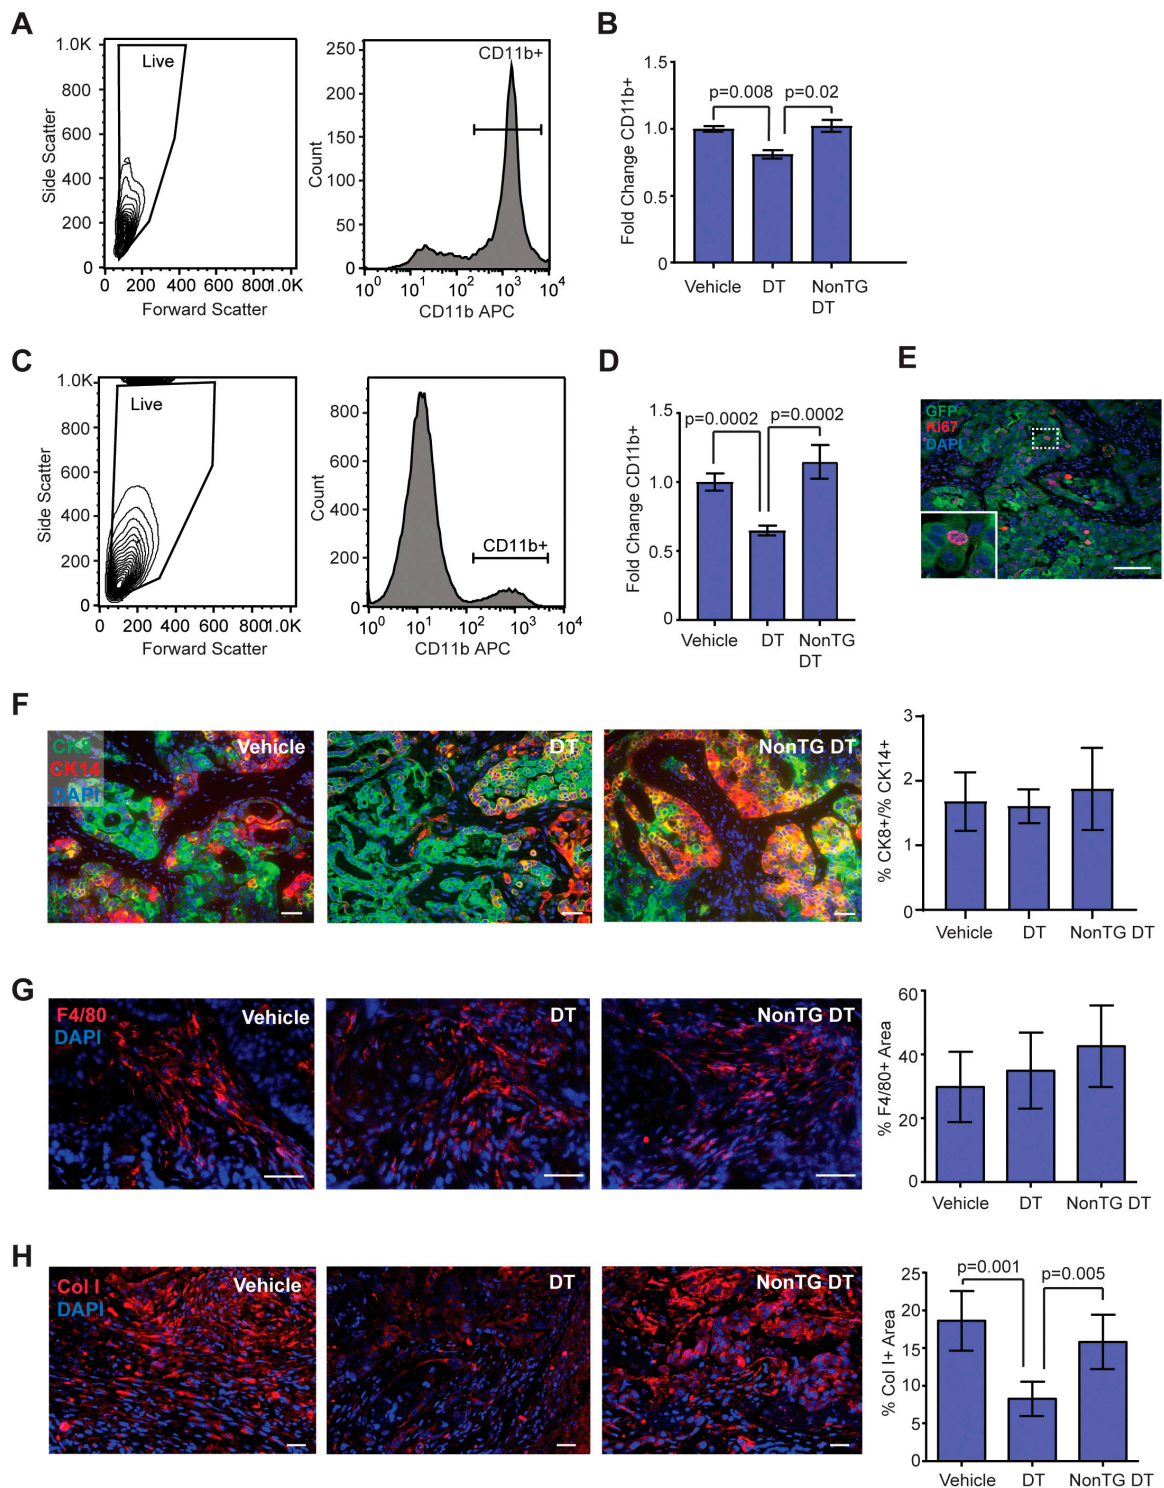 A
1.0K
800
600
400
200
0
Side Scatter
Live
0 200 400 600 8001.0K
Forward Scatter
250
200
150
100
50
0
Count
CD11b+
10^0 10^1 10^2 10^3 10^4
CD11b APC
B
1.5
1.0
0.5
0
Fold Change CD11b+
p=0.008 p=0.02
Vehicle DT NonTG
DT
C
1.0K
800
600
400
200
0
Side Scatter
Live
0 200 400 600 8001.0K
Forward Scatter
800
600
400
200
0
Count
CD11b+
10^0 10^1 10^2 10^3 10^4
CD11b APC
D
1.5
1.0
0.5
0
Fold Change CD11b+
p=0.0002 p=0.0002
Vehicle DT NonTG
DT
E
GFP
KI67
DAPI
F
CK8
CK14
DAPI
Vehicle
DT
NonTG DT
3
2
1
0
% CK8+/% CK14+
Vehicle DT NonTG DT
G
F4/80
DAPI
Vehicle
DT
NonTG DT
60
40
20
0
% F4/80+ Area
Vehicle DT NonTG DT
H
Col I
DAPI
Vehicle
DT
NonTG DT
25
20
15
10
5
0
% Col I+ Area
p=0.001 p=0.005
Vehicle DT NonTG DT